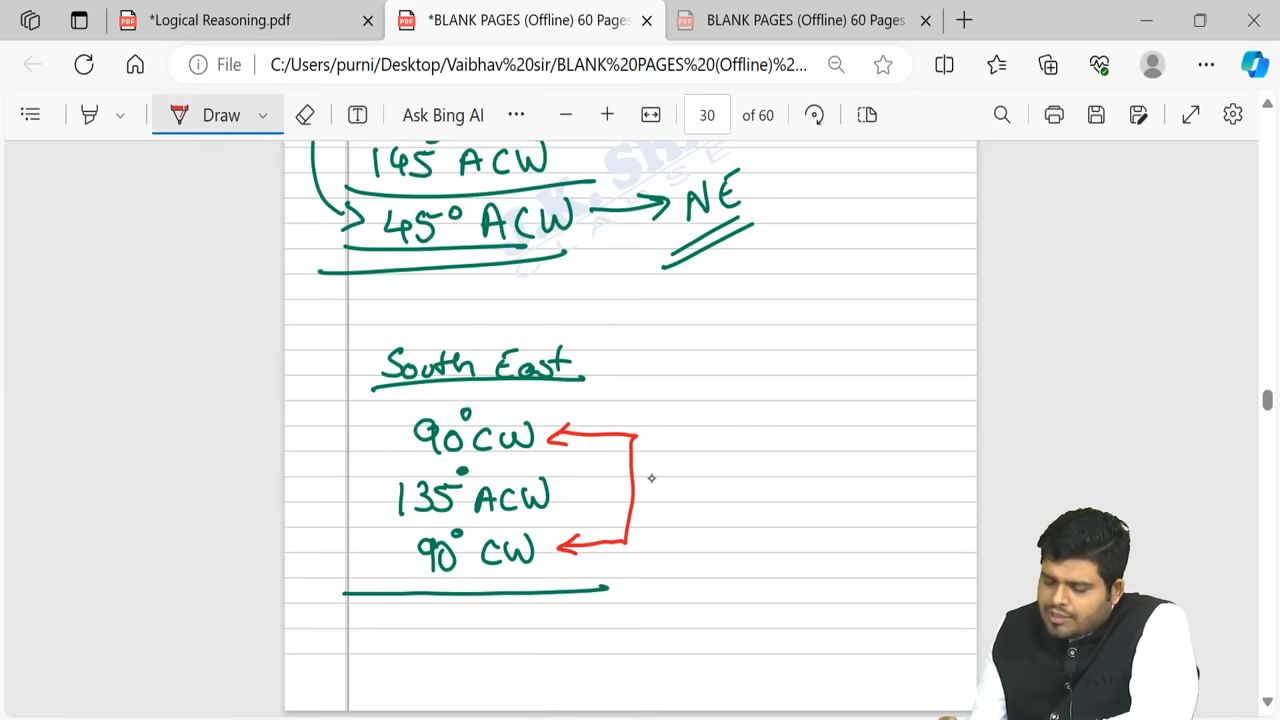 *Logical Reasoning.pdf
*BLANK PAGES (Offline) 60 Pages
BLANK PAGES (Offline) 60 Pages
File
C:/Users/purni/Desktop/Vaibhav%20sir/BLANK%20PAGES%20(Offline)%2...
Draw
Ask Bing AI
30 of 60
145° ACW
45° ACW → NE
South East
90° CW
135° ACW
90° CW